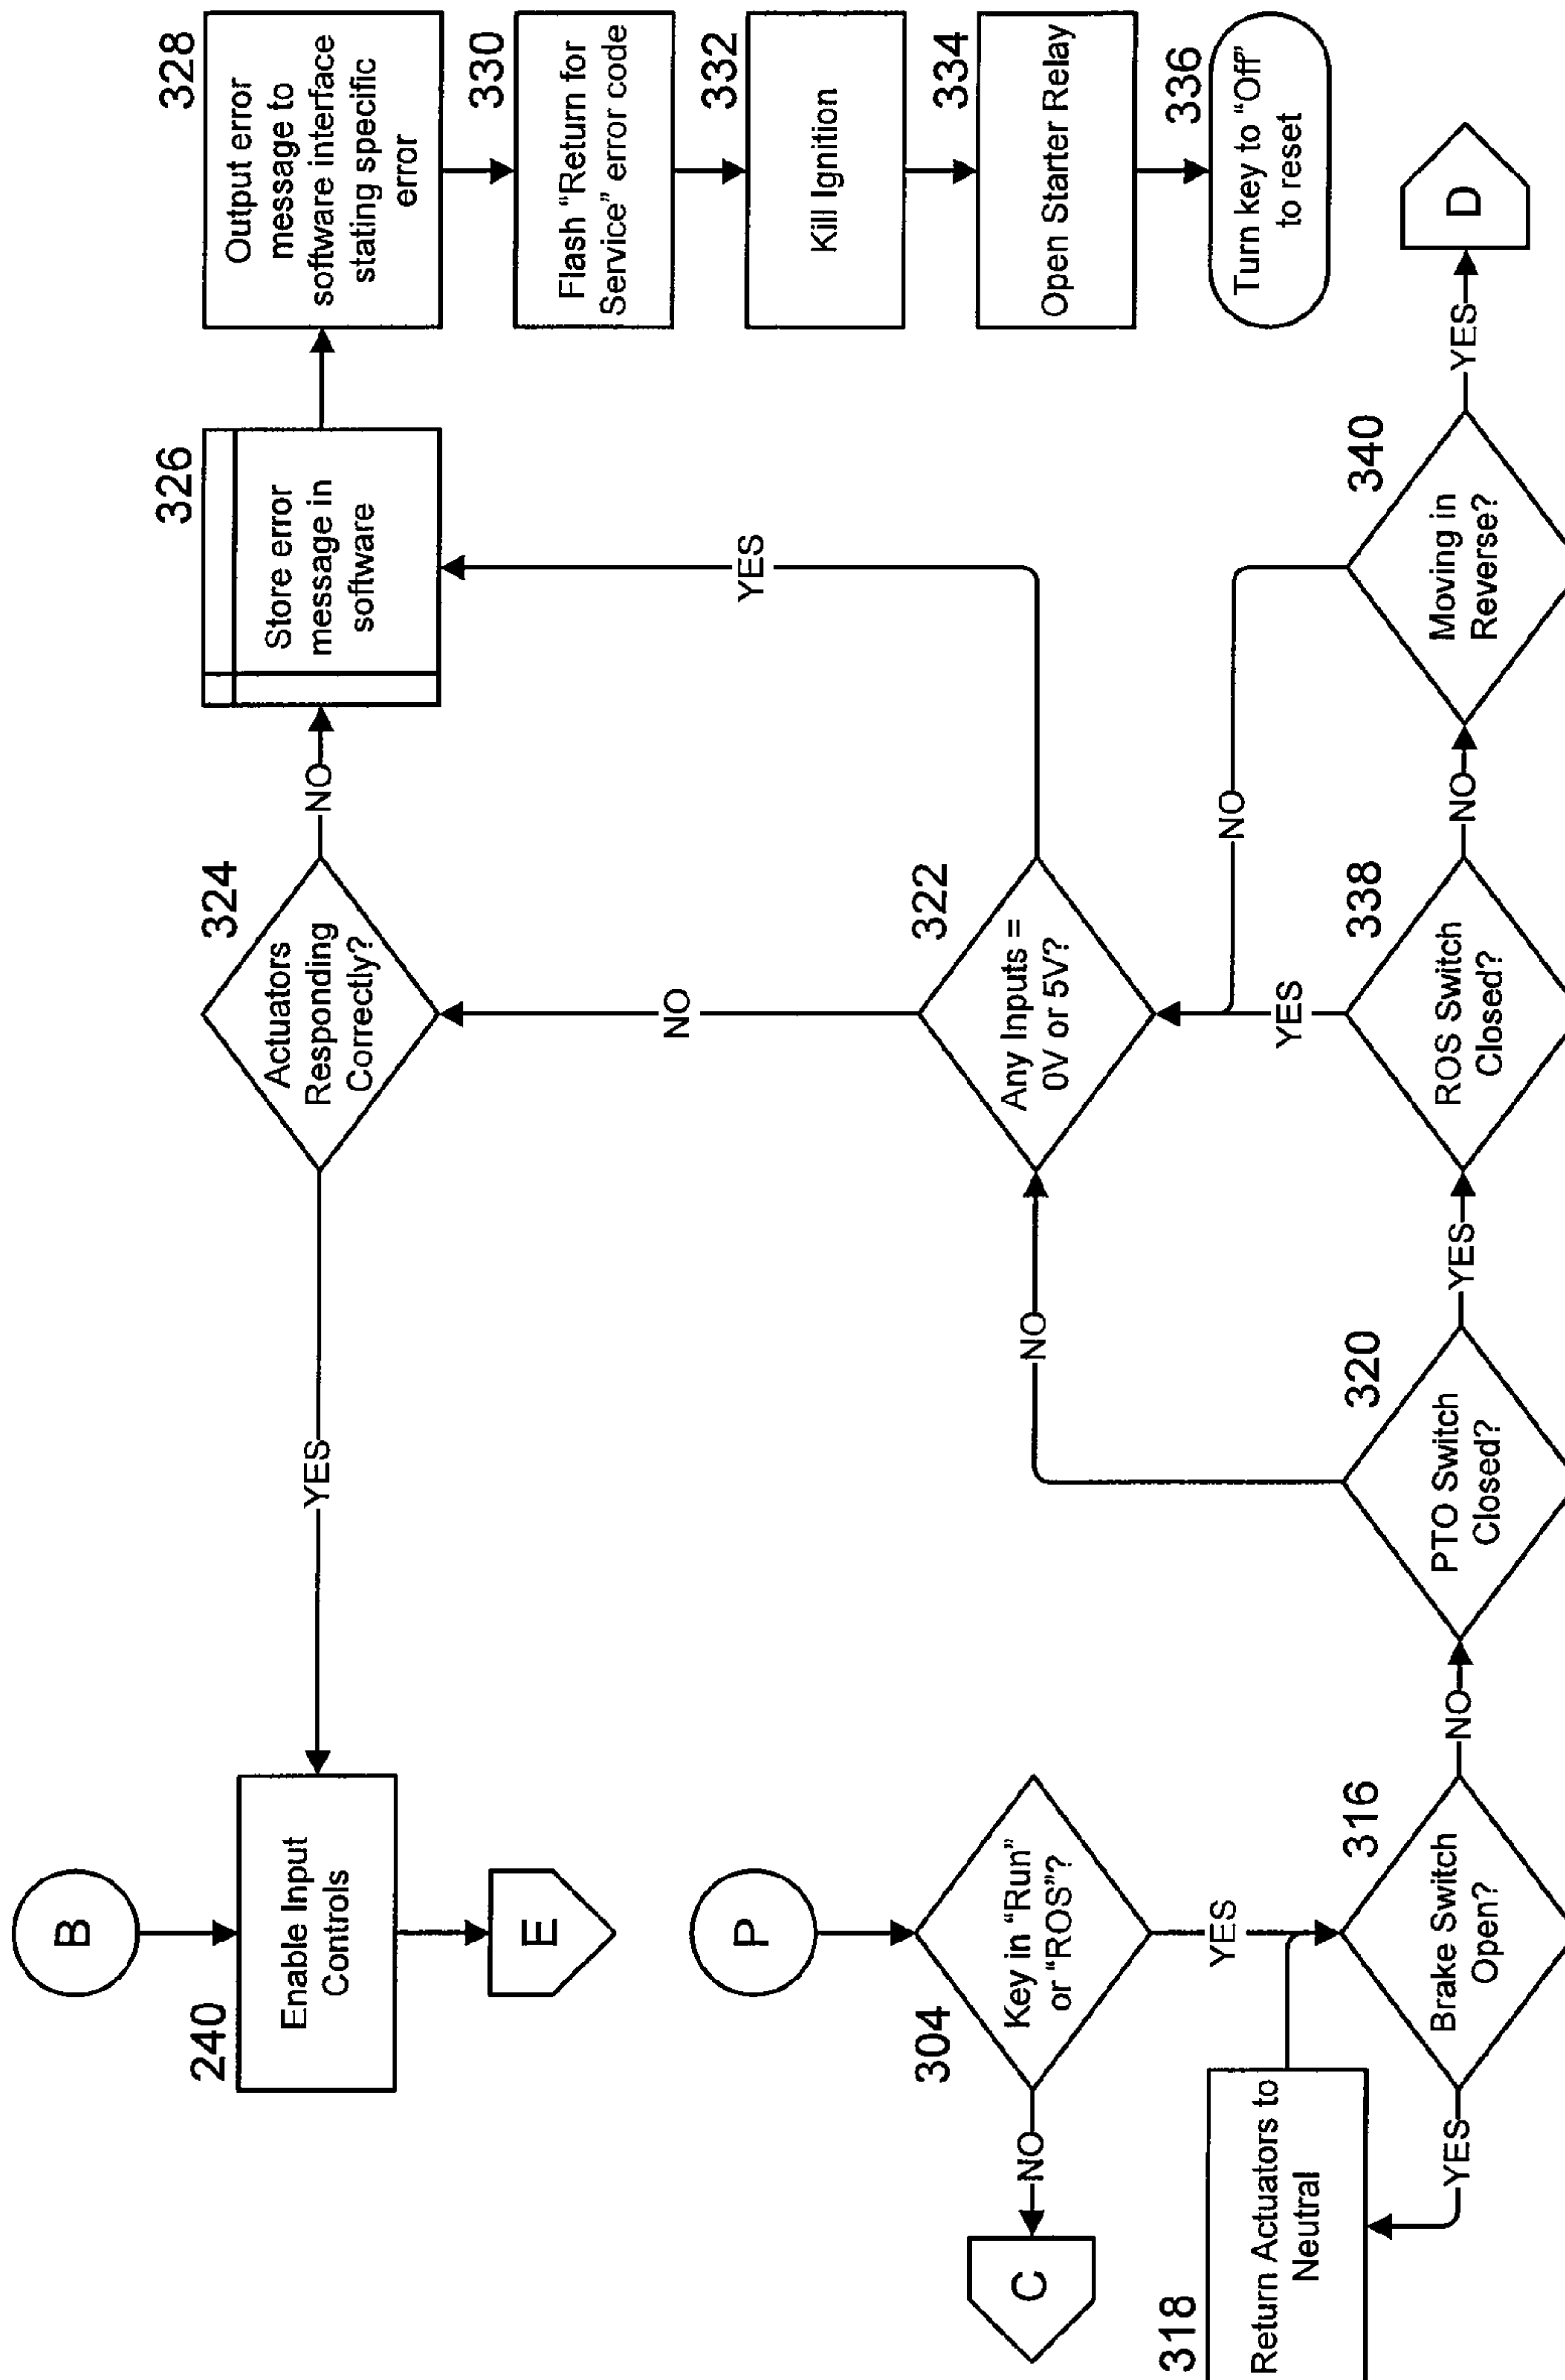 B
240
Enable Input
Controls
E
YES
324
Actuators
Responding
Correctly?
NO
326
Store error
message in
software
328
Output error
message to
software interface
stating specific
error
330
Flash “Return for
Service” error code
332
Kill Ignition
334
Open Starter Relay
336
Turn key to “Off”
to reset
NO
YES
P
304
Key in “Run”
or “ROS”?
NO
C
YES
322
Any Inputs =
0V or 5V?
NO
NO
YES
318
Return Actuators to
Neutral
YES
316
Brake Switch
Open?
NO
320
PTO Switch
Closed?
YES
338
ROS Switch
Closed?
NO
340
Moving in
Reverse?
YES
D